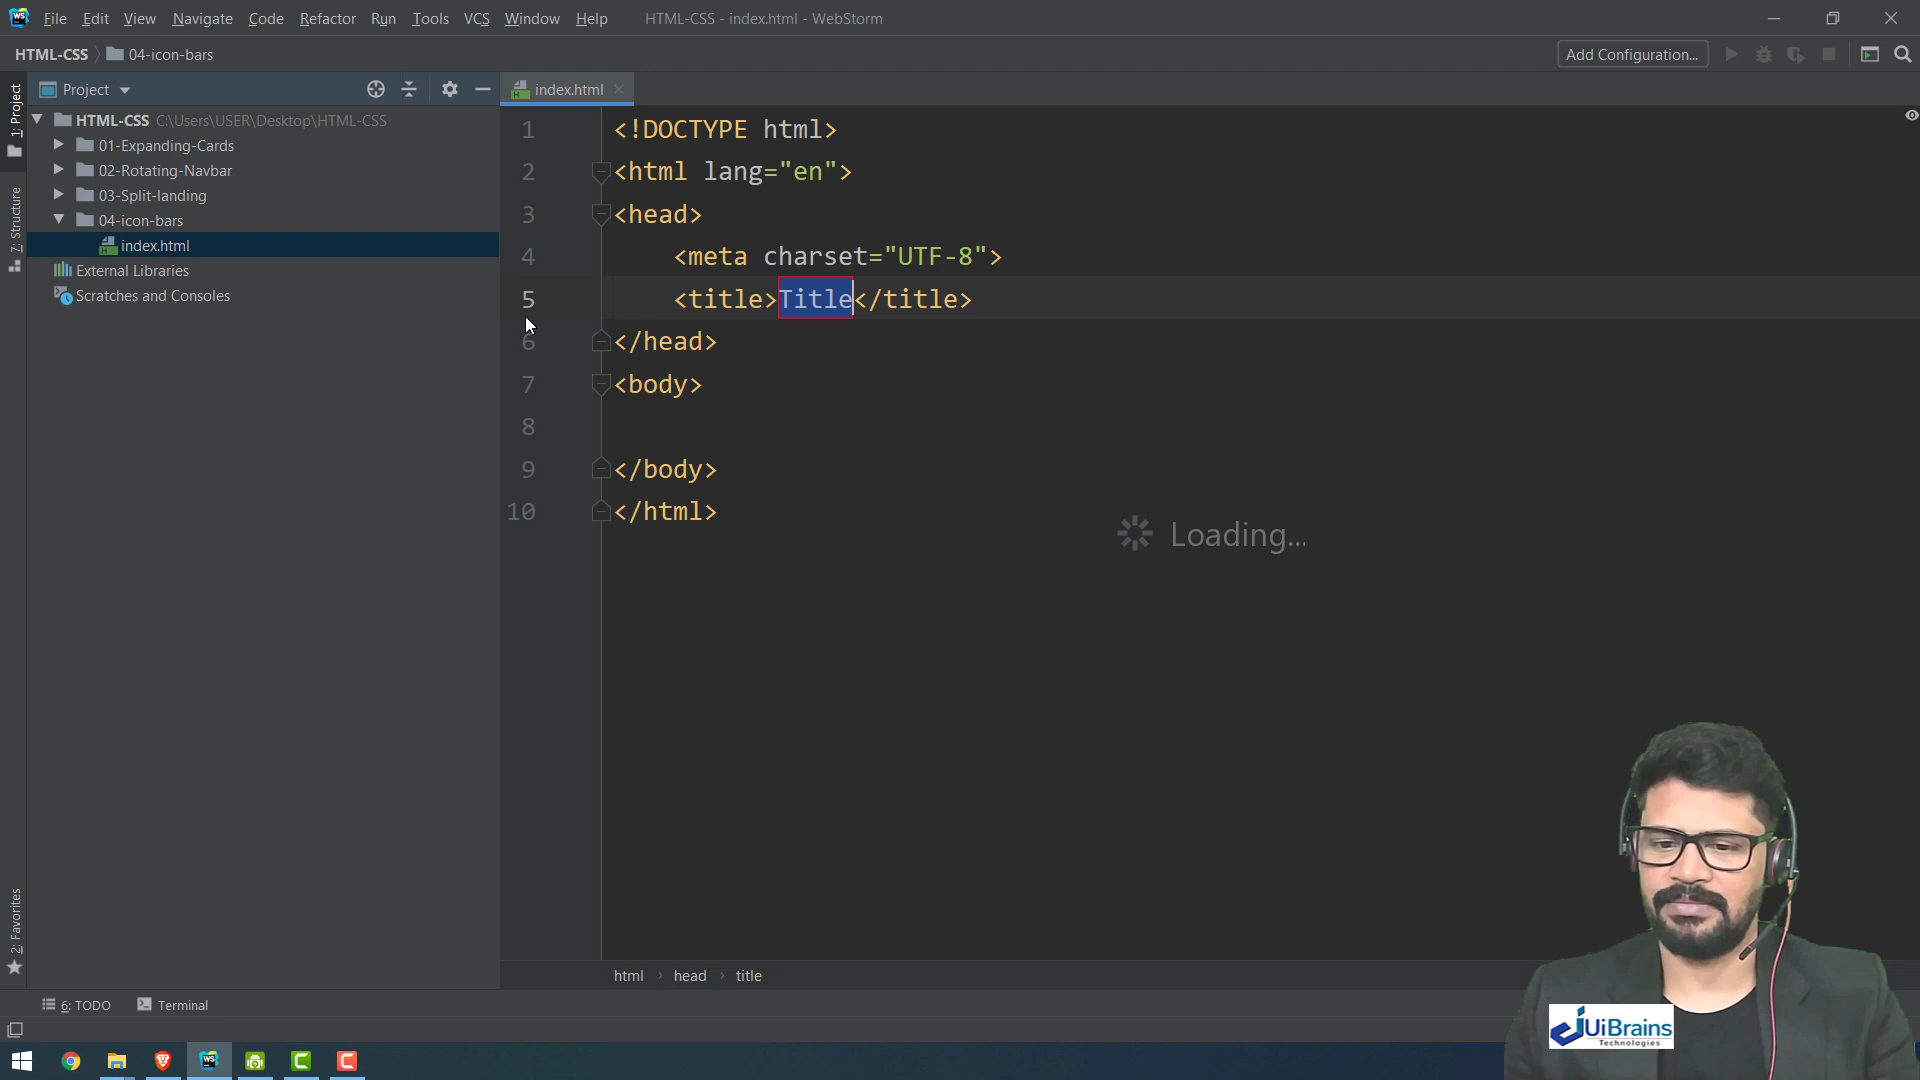 File Edit View Navigate Code Refactor Run Tools VCS Window Help HTML-CSS - index.html - WebStorm
HTML-CSS 04-icon-bars Add Configuration...
Project index.html
HTML-CSS C:\Users\USER\Desktop\HTML-CSS
01-Expanding-Cards
02-Rotating-Navbar
03-Split-landing
04-icon-bars
index.html
External Libraries
Scratches and Consoles
1: Project
7: Structure
2: Favorites
1 <!DOCTYPE html>
2 <html lang="en">
3 <head>
4 <meta charset="UTF-8">
5 <title>Title</title>
6 </head>
7 <body>
8
9 </body>
10 </html>
Loading...
html head title
6: TODO Terminal
UiBrains
Technologies